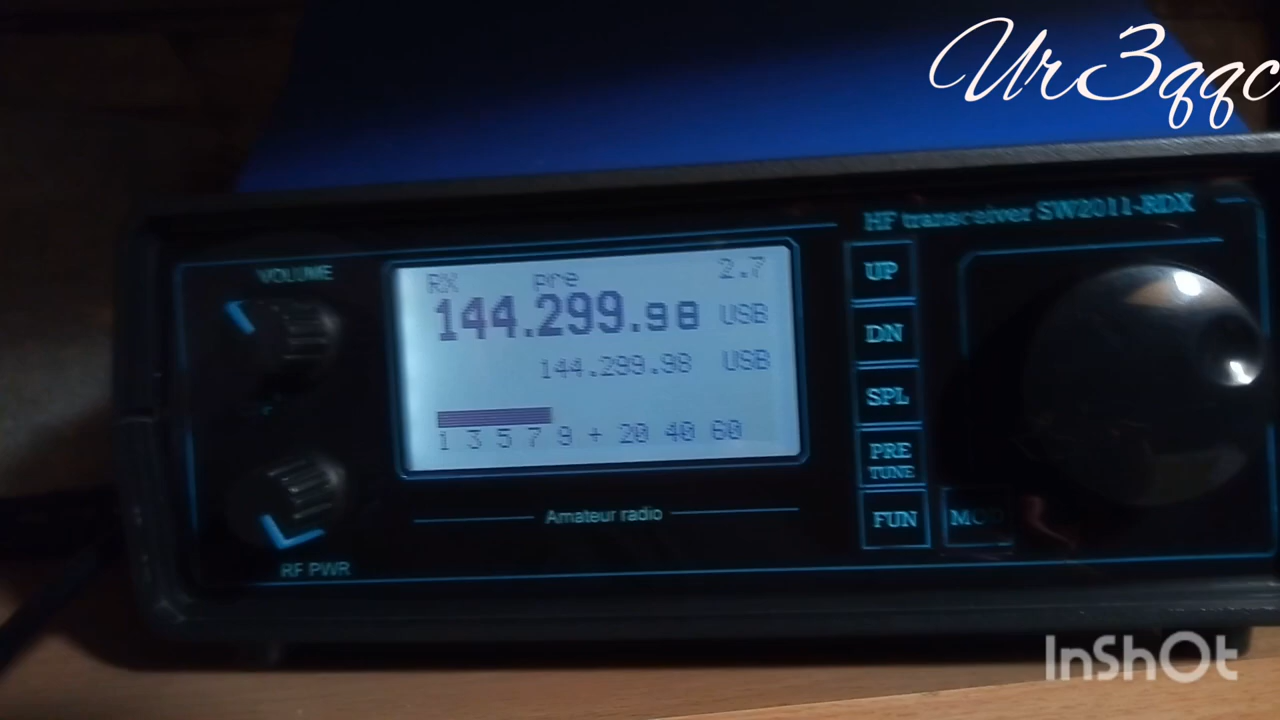 Ur3qqc
HF transceiver SW2011-RDX
VOLUME
RX pre 2.7
144.299.98 USB
144.299.98 USB
1 3 5 7 9 + 20 40 60
UP
DN
SPL
PRE
TUNE
FUN
Amateur radio
RF PWR
InShOt